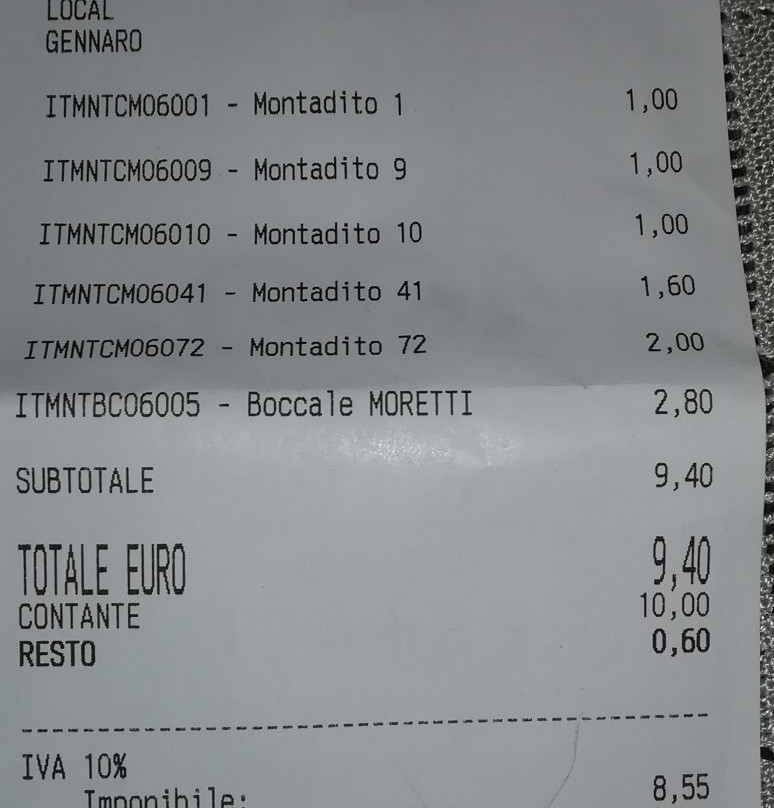 LOCAL
GENNARO
ITMNTCM06001 - Montadito 1 1,00
ITMNTCM06009 - Montadito 9 1,00
ITMNTCM06010 - Montadito 10 1,00
ITMNTCM06041 - Montadito 41 1,60
ITMNTCM06072 - Montadito 72 2,00
ITMNTBC06005 - Boccale MORETTI 2,80
SUBTOTALE 9,40
TOTALE EURO 9,40
CONTANTE 10,00
RESTO 0,60
IVA 10%
Imponibile: 8,55